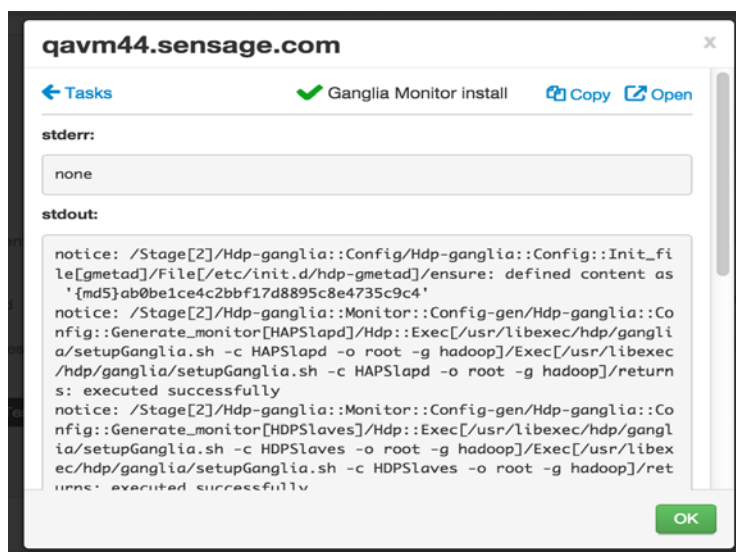 qavm44.sensage.com
x
Tasks
Ganglia Monitor install
Copy
Open
stderr:
none
stdout:
notice: /Stage[2]/Hdp-ganglia::Config/Hdp-ganglia::Config::Init_fi
le[gmetad]/File[/etc/init.d/hdp-gmetad]/ensure: defined content as
'{md5}ab0be1ce4c2bbf17d8895c8e4735c9c4'
notice: /Stage[2]/Hdp-ganglia::Monitor::Config-gen/Hdp-ganglia::Co
nfig::Generate_monitor[HAPSlapd]/Hdp::Exec[/usr/libexec/hdp/gangli
a/setupGanglia.sh -c HAPSlapd -o root -g hadoop]/Exec[/usr/libexec
/hdp/ganglia/setupGanglia.sh -c HAPSlapd -o root -g hadoop]/return
s: executed successfully
notice: /Stage[2]/Hdp-ganglia::Monitor::Config-gen/Hdp-ganglia::Co
nfig::Generate_monitor[HDPSlaves]/Hdp::Exec[/usr/libexec/hdp/gangl
ia/setupGanglia.sh -c HDPSlaves -o root -g hadoop]/Exec[/usr/libex
ec/hdp/ganglia/setupGanglia.sh -c HDPSlaves -o root -g hadoop]/ret
urns: executed successfully
OK